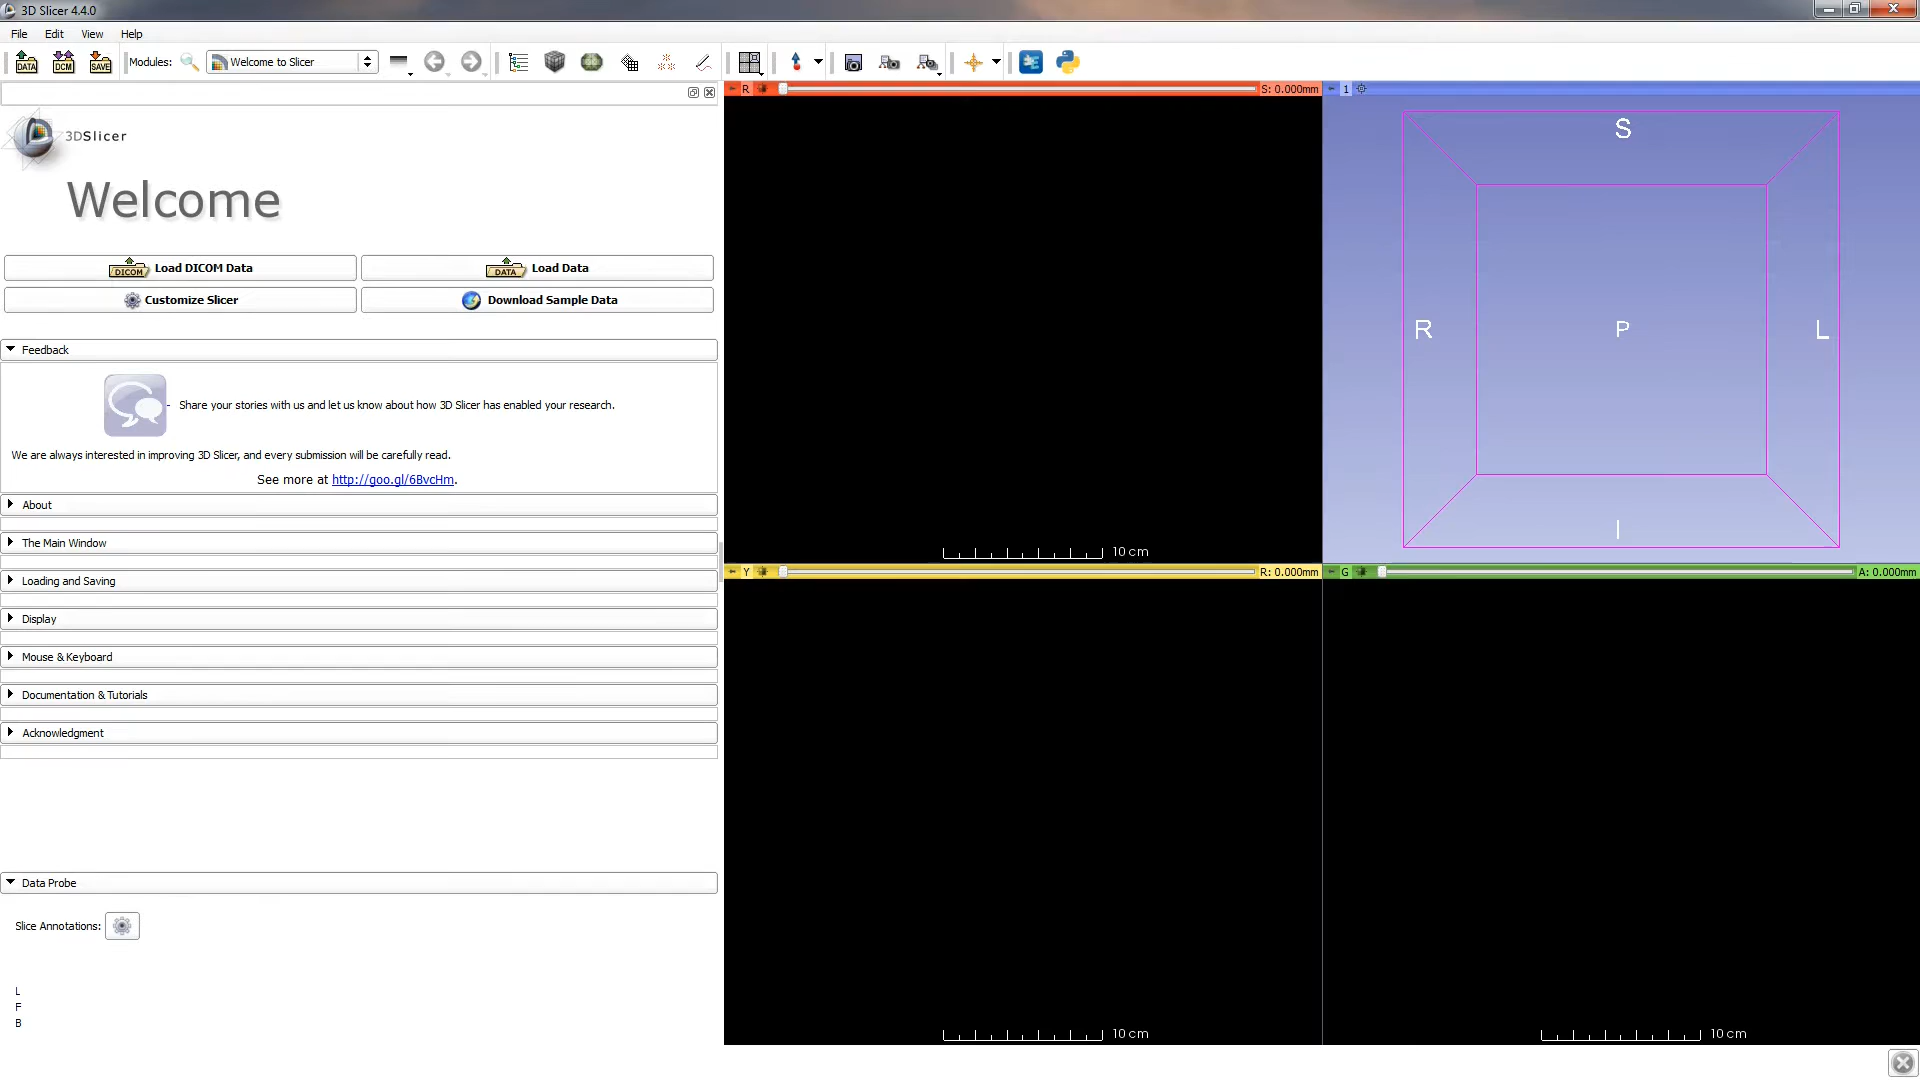 3D Slicer 4.4.0
File Edit View Help
DATA DCM SAVE Modules: Welcome to Slicer
R S: 0.000mm
1
3DSlicer
Welcome
DICOM Load DICOM Data
DATA Load Data
Customize Slicer
Download Sample Data
Feedback
- Share your stories with us and let us know about how 3D Slicer has enabled your research.
We are always interested in improving 3D Slicer, and every submission will be carefully read.
See more at http://goo.gl/6BvcHm.
About
The Main Window
Loading and Saving
Display
Mouse & Keyboard
Documentation & Tutorials
Acknowledgment
Data Probe
Slice Annotations:
L
F
B
10 cm
S
R P L
I
Y R: 0.000mm
G A: 0.000mm
10 cm
10 cm